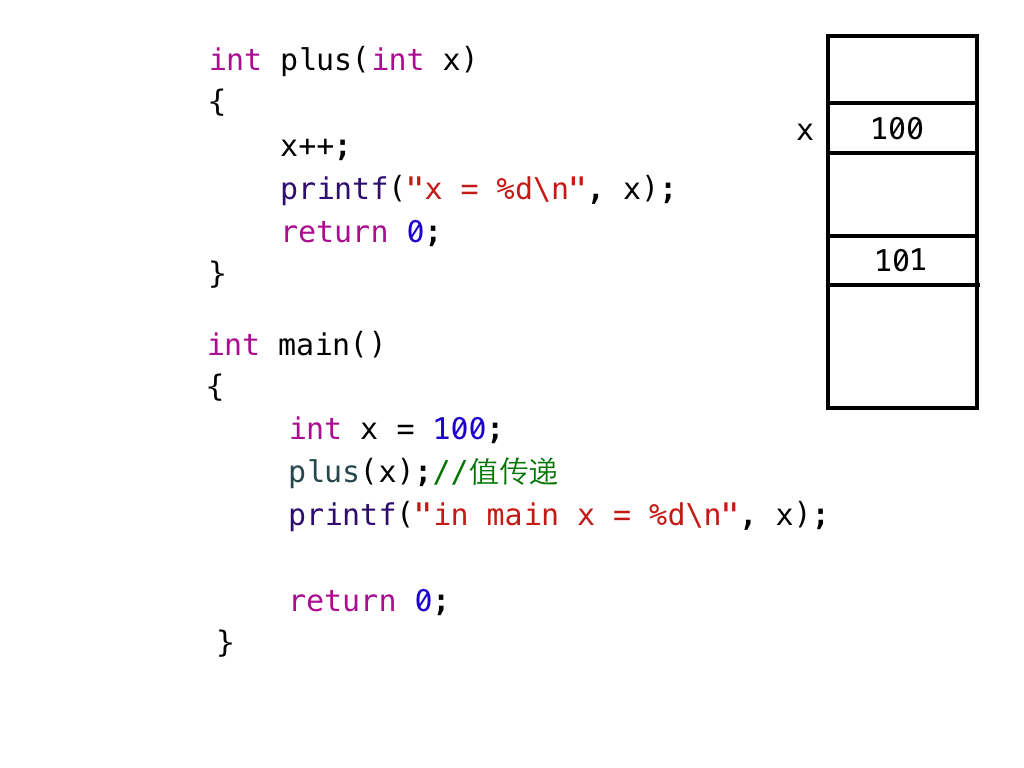 int plus(int x)
{
x++;
printf("x = %d\n", x);
return 0;
}
int main()
{
int x = 100;
plus(x);//值传递
printf("in main x = %d\n", x);
return 0;
}
x 100
101